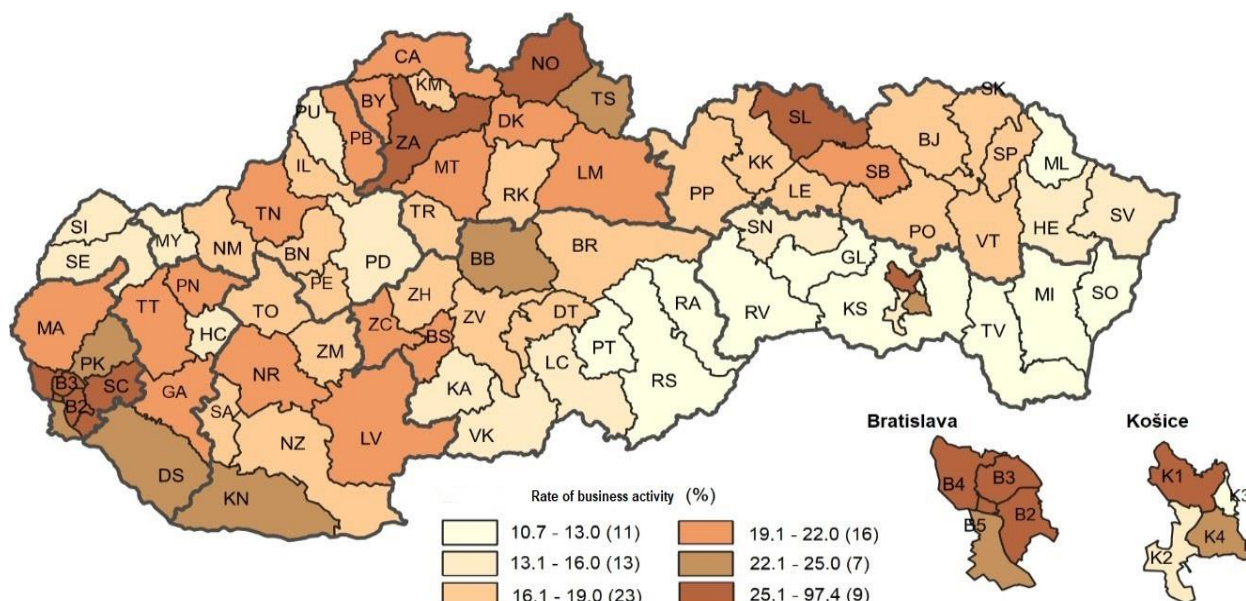 CA
NO
KM
TS
PU
BY
PB
ZA
DK
SL
SK
BJ
IL
MT
RK
LM
PP
KK
LE
SB
SP
ML
HE
SV
TN
TR
SI
MY
NM
BN
PD
SE
BB
BR
SN
GL
PO
VT
PE
PN
TT
TO
ZH
MA
HC
ZV
DT
RA
RV
KS
TV
MI
SO
ZC
BS
ZM
PT
PK
B3
SC
B2
GA
NR
KA
LC
RS
SA
NZ
LV
VK
DS
KN
Bratislava
Košice
B4
B3
B2
B5
K1
K3
K4
K2
Rate of business activity (%)
10.7 - 13.0 (11)
13.1 - 16.0 (13)
16.1 - 19.0 (23)
19.1 - 22.0 (16)
22.1 - 25.0 (7)
25.1 - 97.4 (9)